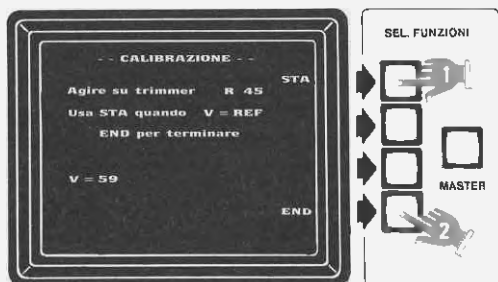 SEL. FUNZIONI
- - CALIBRAZIONE - -
STA
Agire su trimmer R 45
Usa STA quando V = REF
END per terminare
V = 59
END
1
MASTER
2